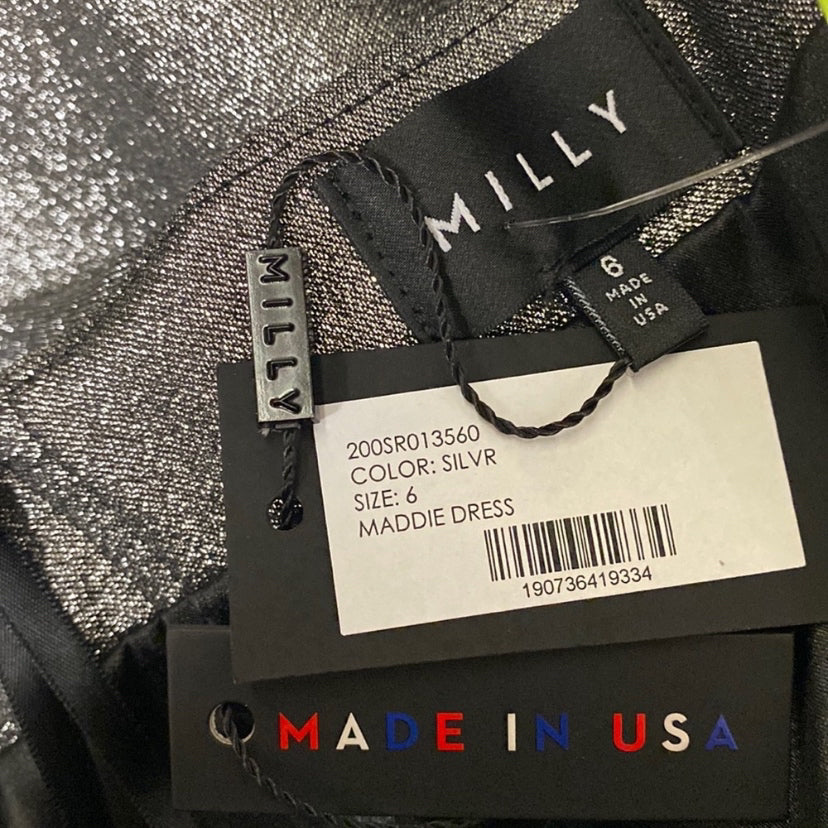 MILLY
6
MADE
IN
USA
MILLY
200SR013560
COLOR: SILVR
SIZE: 6
MADDIE DRESS
190736419334
MADE IN USA